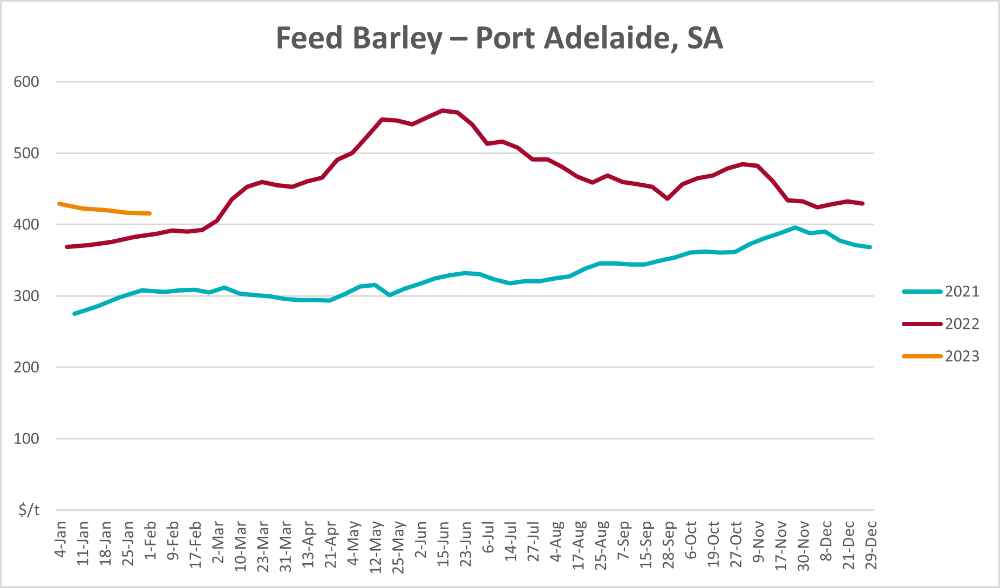 Feed Barley – Port Adelaide, SA
600
500
400
300
200
100
$/t
4-Jan
11-Jan
18-Jan
25-Jan
1-Feb
9-Feb
17-Feb
2-Mar
10-Mar
23-Mar
31-Mar
13-Apr
21-Apr
4-May
12-May
25-May
2-Jun
15-Jun
23-Jun
6-Jul
14-Jul
27-Jul
4-Aug
17-Aug
25-Aug
7-Sep
15-Sep
28-Sep
6-Oct
19-Oct
27-Oct
9-Nov
17-Nov
30-Nov
8-Dec
21-Dec
29-Dec
2021
2022
2023